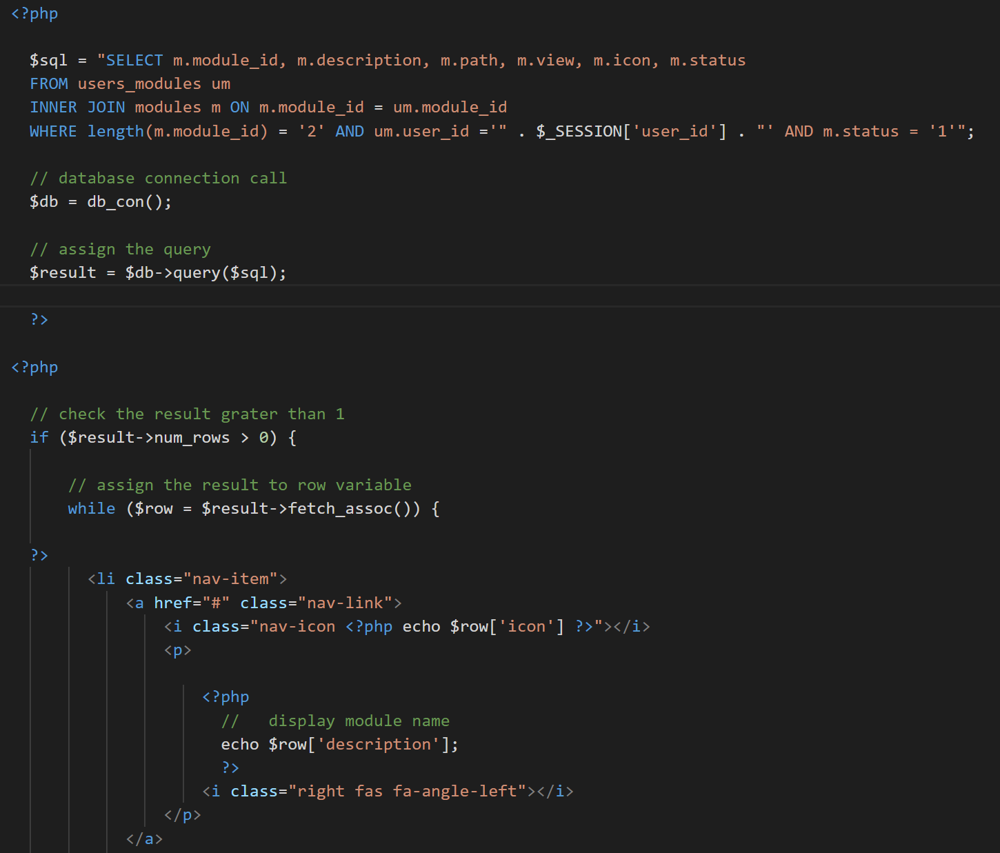 <?php
$sql = "SELECT m.module_id, m.description, m.path, m.view, m.icon, m.status
FROM users_modules um
INNER JOIN modules m ON m.module_id = um.module_id
WHERE length(m.module_id) = '2' AND um.user_id ='" . $_SESSION['user_id'] . "' AND m.status = '1'";
// database connection call
$db = db_con();
// assign the query
$result = $db->query($sql);
?>
<?php
// check the result grater than 1
if ($result->num_rows > 0) {
// assign the result to row variable
while ($row = $result->fetch_assoc()) {
?>
<li class="nav-item">
<a href="#" class="nav-link">
<i class="nav-icon <?php echo $row['icon'] ?>"></i>
<p>
<?php
//   display module name
echo $row['description'];
?>
<i class="right fas fa-angle-left"></i>
</p>
</a>